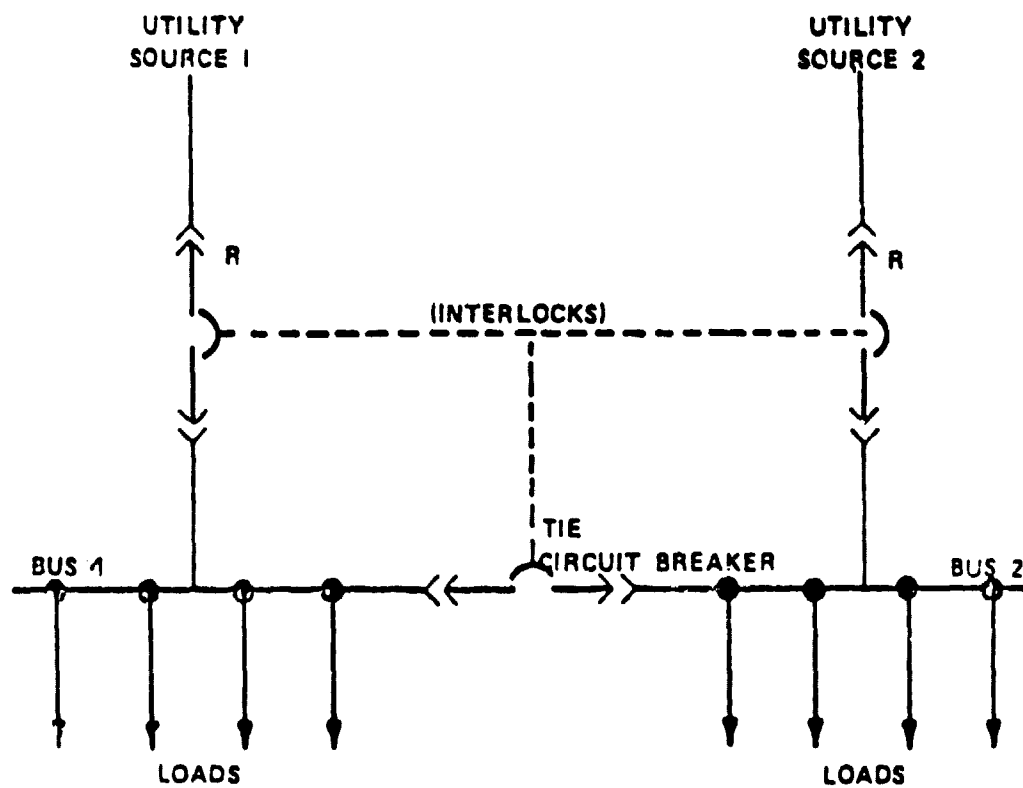 UTILITY
SOURCE 1
UTILITY
SOURCE 2
R
R
(INTERLOCKS)
TIE
CIRCUIT BREAKER
BUS 1
BUS 2
LOADS
LOADS